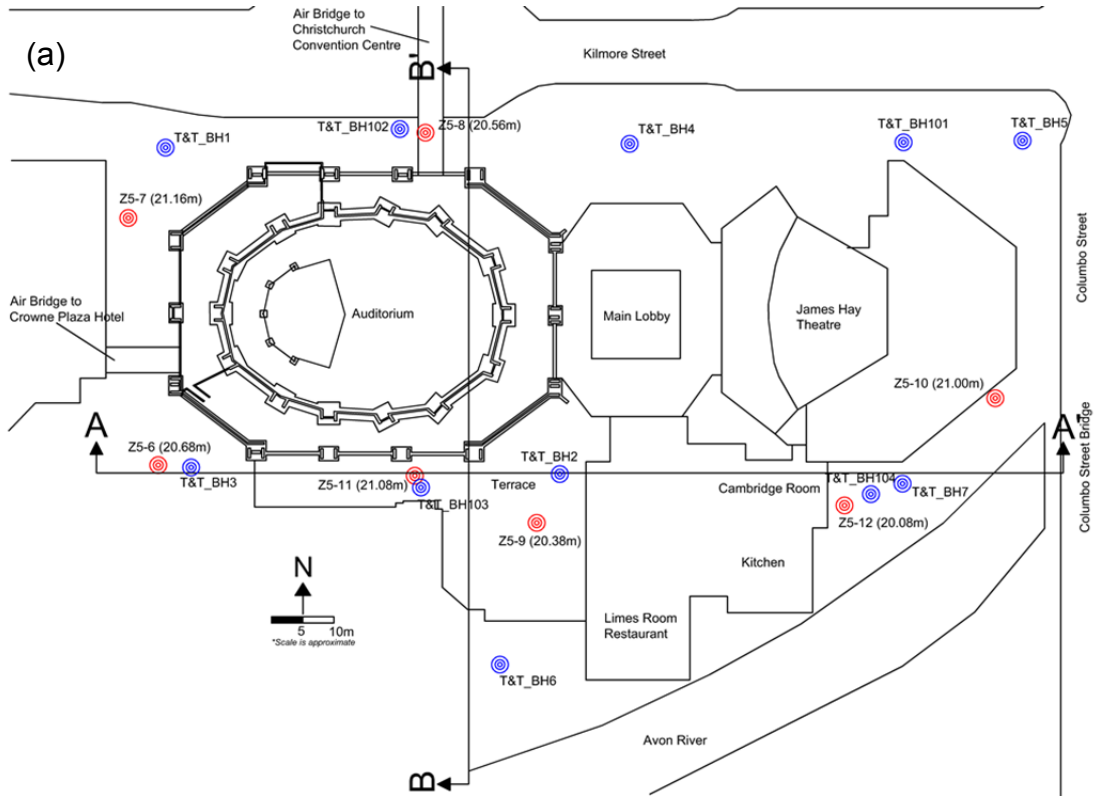 (a)
Air Bridge to
Christchurch
Convention Centre
Kilmore Street
B'
T&T_BH1
T&T_BH102
Z5-8 (20.56m)
T&T_BH4
T&T_BH101
T&T_BH5
Z5-7 (21.16m)
Columbo Street
Air Bridge to
Crowne Plaza Hotel
Auditorium
Main Lobby
James Hay
Theatre
Z5-10 (21.00m)
A
A'
Z5-6 (20.68m)
T&T_BH3
Z5-11 (21.08m)
T&T_BH103
Terrace
T&T_BH2
Cambridge Room
T&T_BH104
T&T_BH7
Z5-12 (20.08m)
Columbo Street Bridge
Z5-9 (20.38m)
Kitchen
N
5 10m
*Scale is approximate
Limes Room
Restaurant
T&T_BH6
Avon River
B